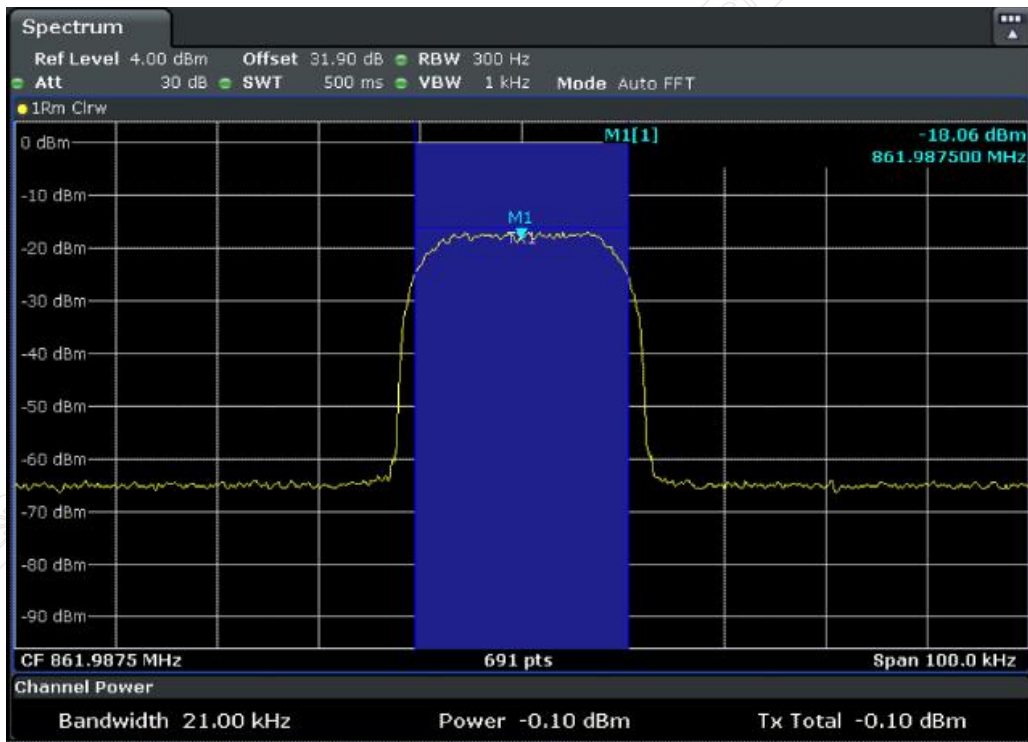 Spectrum
Ref Level 4.00 dBm Offset 31.90 dB RBW 300 Hz
Att 30 dB SWT 500 ms VBW 1 kHz Mode Auto FFT
1Rm Clrw
M1[1] -18.06 dBm
861.987500 MHz
0 dBm
-10 dBm
M1
-20 dBm
-30 dBm
-40 dBm
-50 dBm
-60 dBm
-70 dBm
-80 dBm
-90 dBm
CF 861.9875 MHz 691 pts Span 100.0 kHz
Channel Power
Bandwidth 21.00 kHz Power -0.10 dBm Tx Total -0.10 dBm